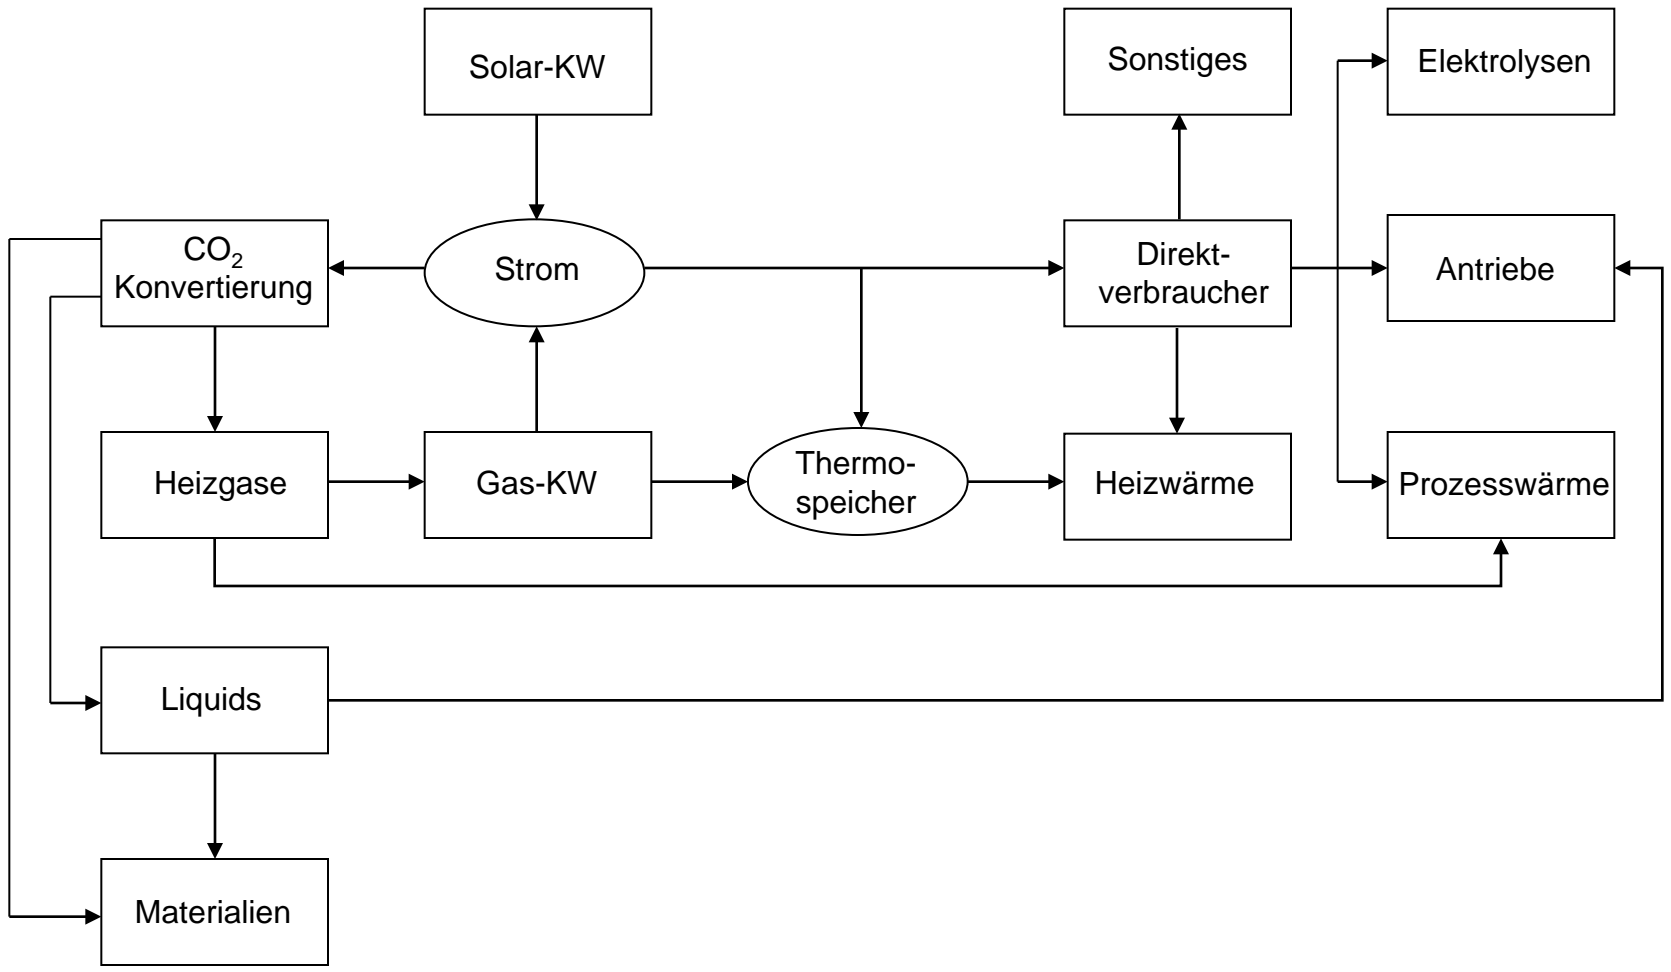 Solar-KW
Sonstiges
Elektrolysen
CO₂
Konvertierung
Strom
Direkt-
verbraucher
Antriebe
Heizgase
Gas-KW
Thermo-
speicher
Heizwärme
Prozesswärme
Liquids
Materialien